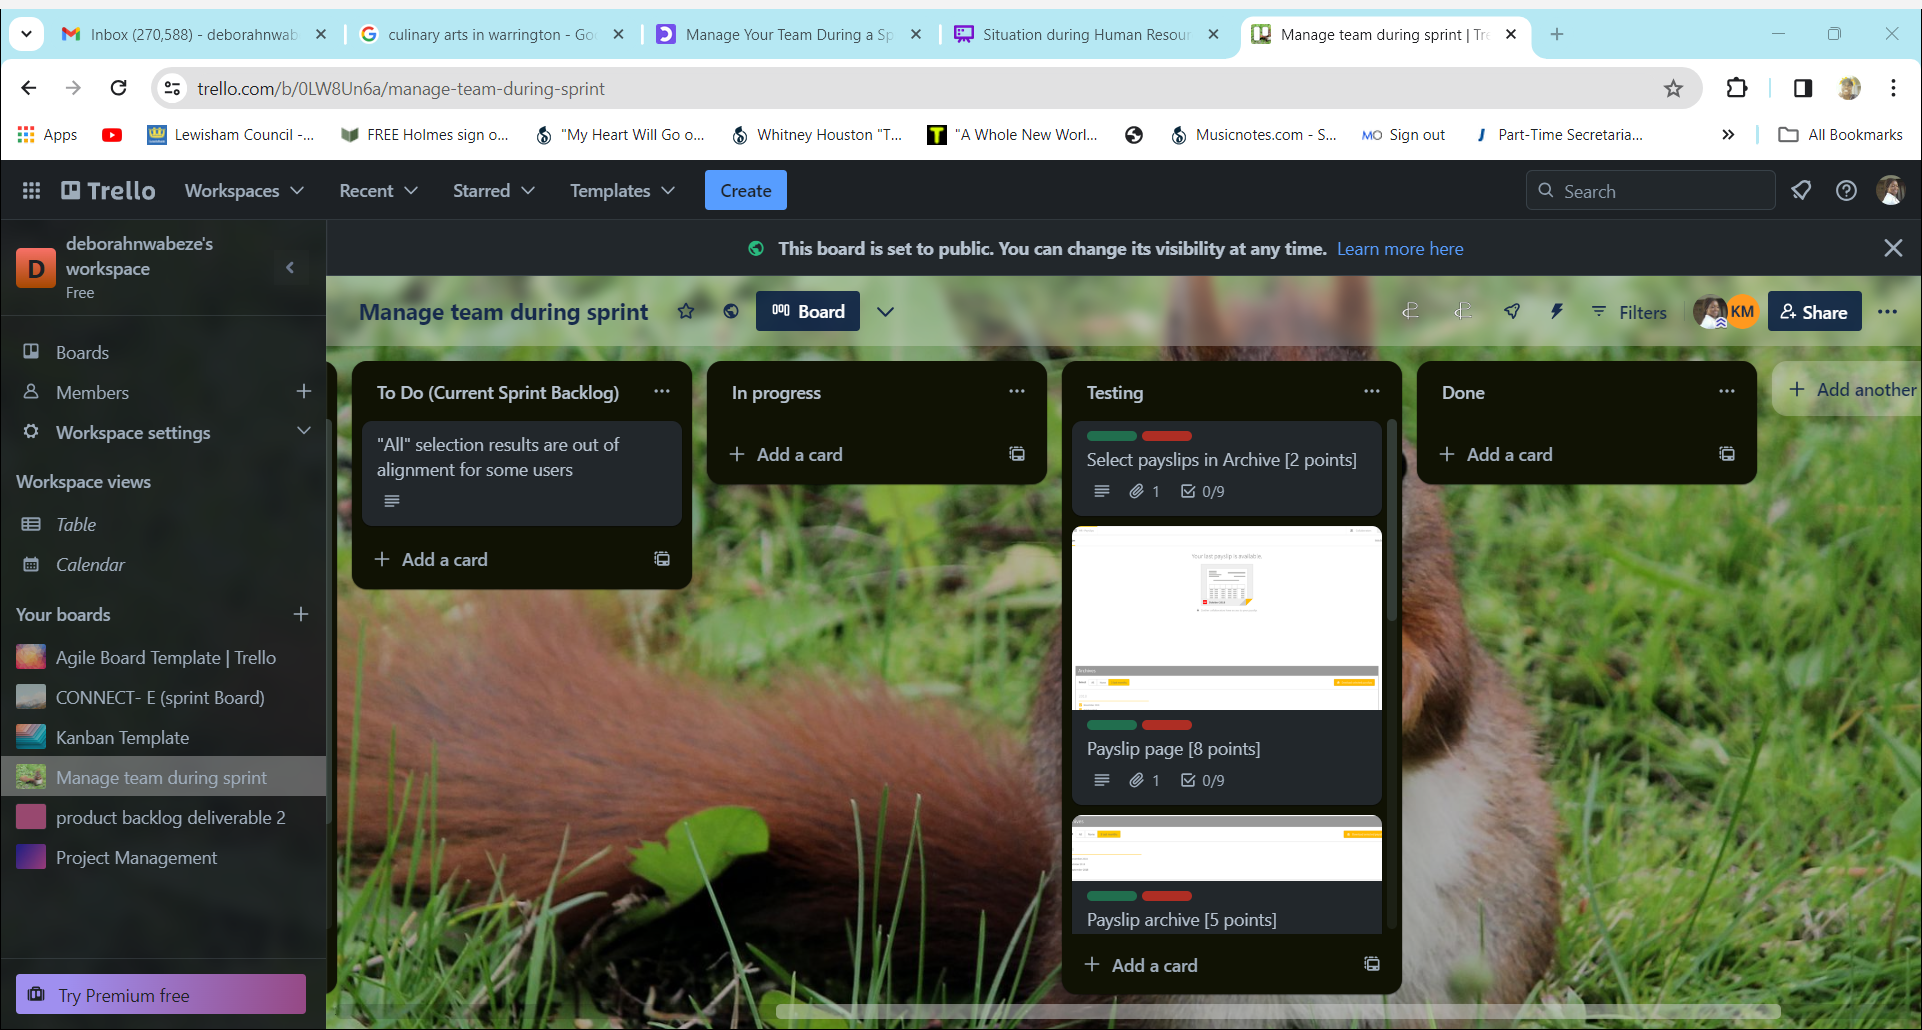 Inbox (270,588) - deborahnwab
culinary arts in warrington - Goo
Manage Your Team During a Sp
Situation during Human Resour
Manage team during sprint | Tre
trello.com/b/0LW8Un6a/manage-team-during-sprint
Apps
Lewisham Council -...
FREE Holmes sign o...
"My Heart Will Go o...
Whitney Houston "T...
"A Whole New Worl...
Musicnotes.com - S...
MO Sign out
Part-Time Secretaria...
All Bookmarks
Trello
Workspaces
Recent
Starred
Templates
Create
Search
D
deborahnwabeze's
workspace
Free
This board is set to public. You can change its visibility at any time. Learn more here
Manage team during sprint
Board
Filters
KM
Share
Boards
Members
Workspace settings
Workspace views
Table
Calendar
Your boards
Agile Board Template | Trello
CONNECT- E (sprint Board)
Kanban Template
Manage team during sprint
product backlog deliverable 2
Project Management
Try Premium free
To Do (Current Sprint Backlog)
"All" selection results are out of
alignment for some users
Add a card
In progress
Add a card
Testing
Select payslips in Archive [2 points]
1
0/9
Your last payslip is available.
Payslip page [8 points]
1
0/9
Payslip archive [5 points]
Add a card
Done
Add a card
Add another